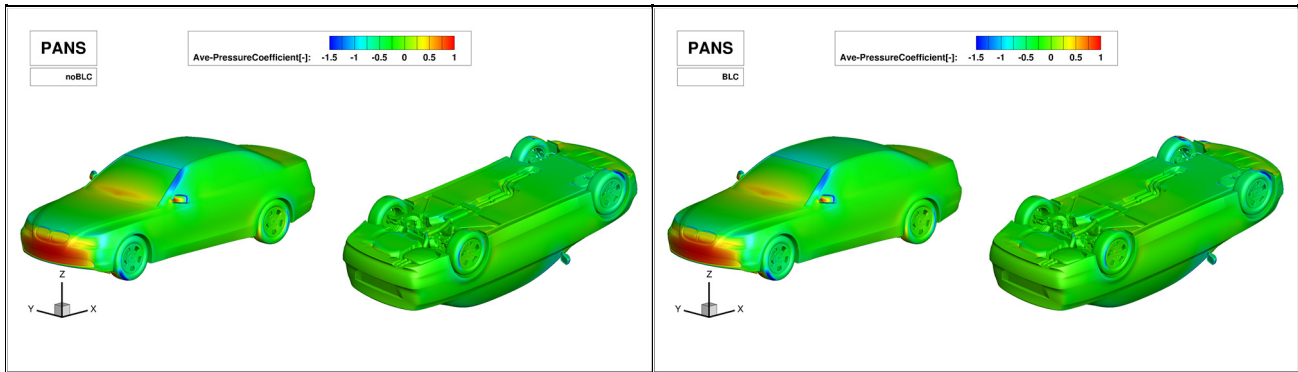 PANS
noBLC
Ave-PressureCoefficient[-]: -1.5 -1 -0.5 0 0.5 1
Z
Y X
PANS
BLC
Ave-PressureCoefficient[-]: -1.5 -1 -0.5 0 0.5 1
Z
Y X